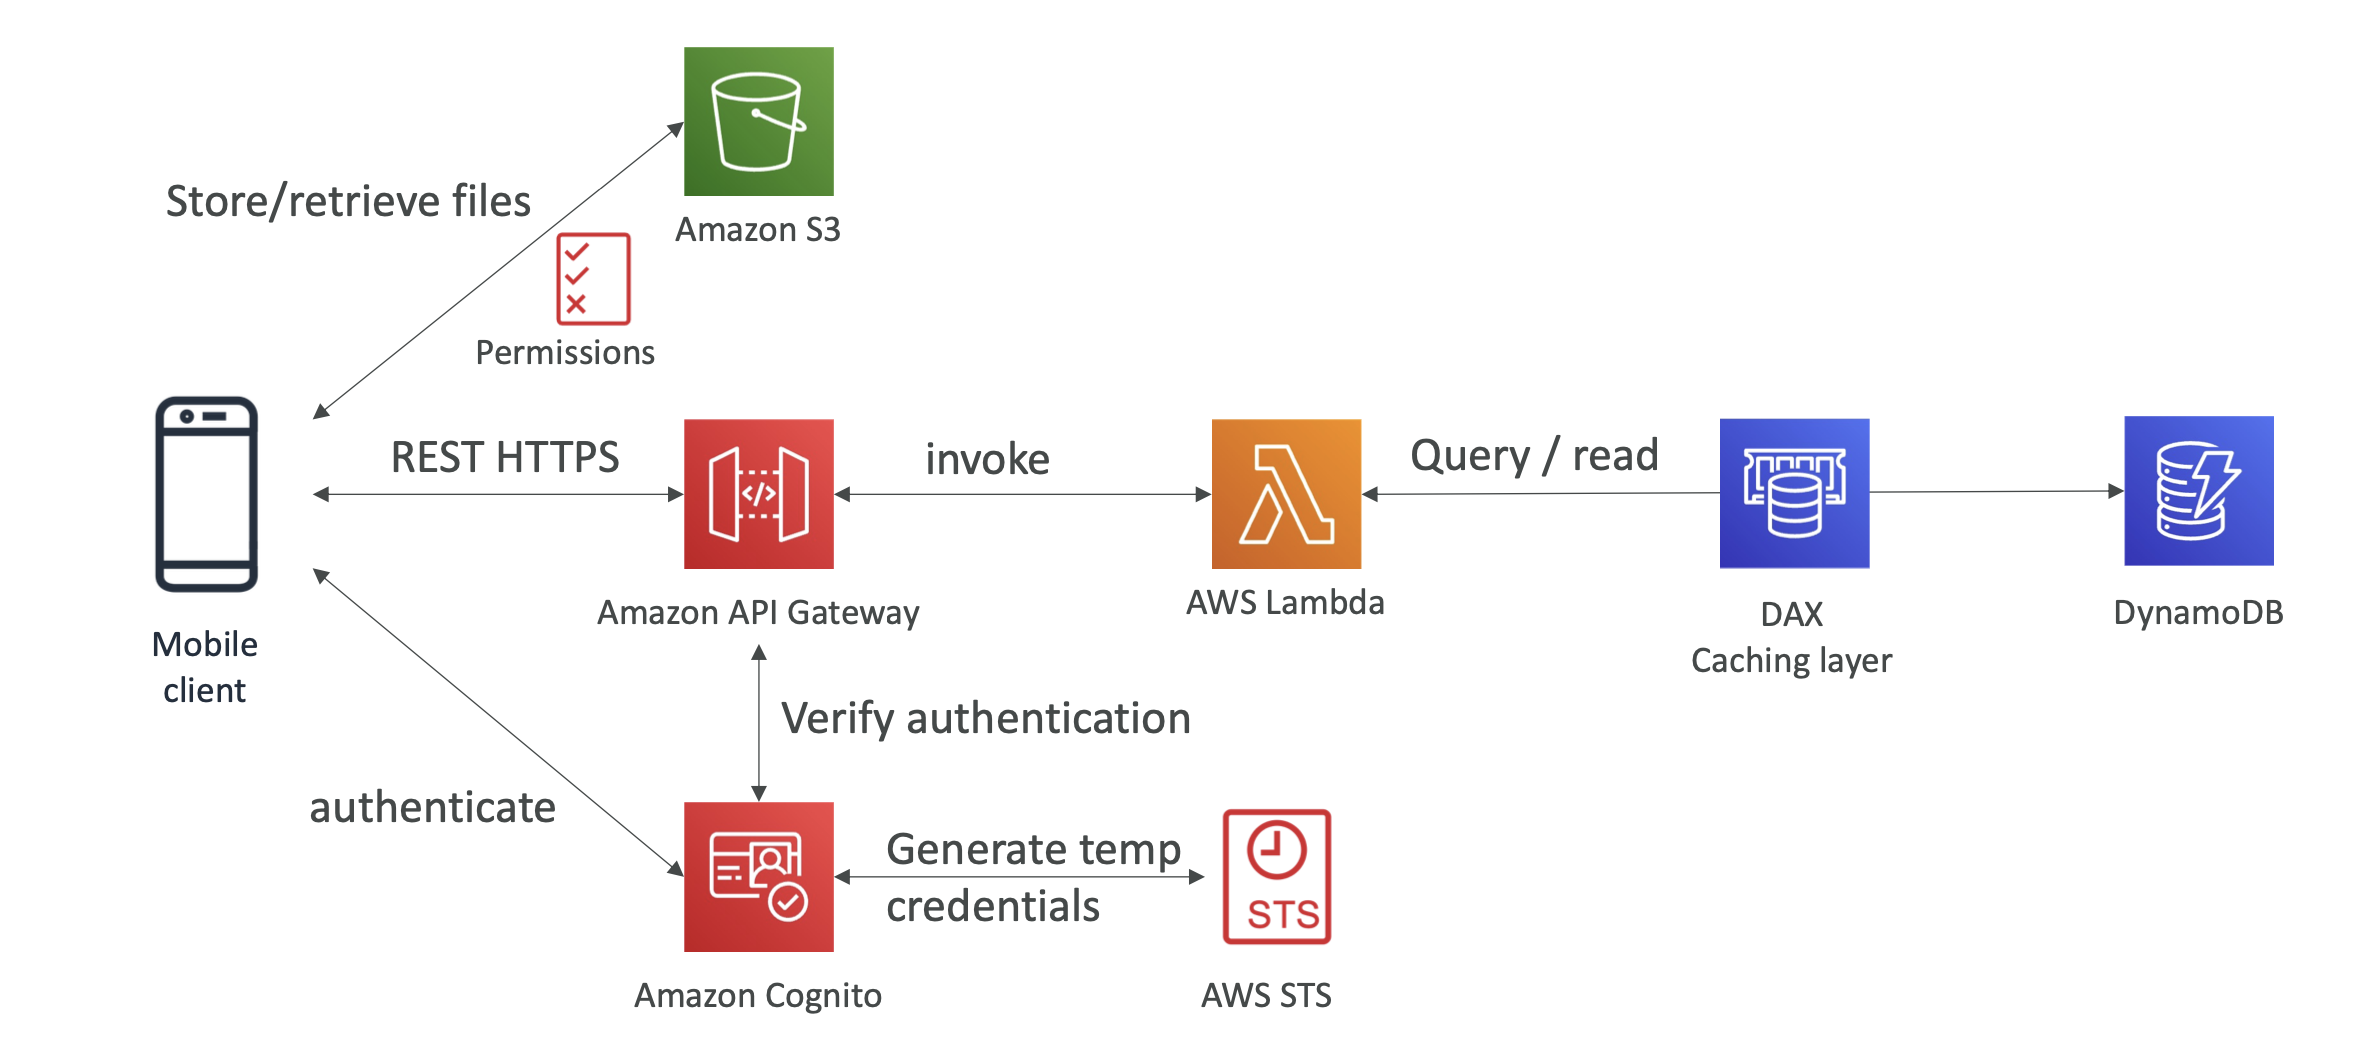 Store/retrieve files
Amazon S3
Permissions
REST HTTPS
invoke
Query / read
Mobile
client
Amazon API Gateway
AWS Lambda
DAX
Caching layer
DynamoDB
Verify authentication
authenticate
Generate temp
credentials
STS
Amazon Cognito
AWS STS